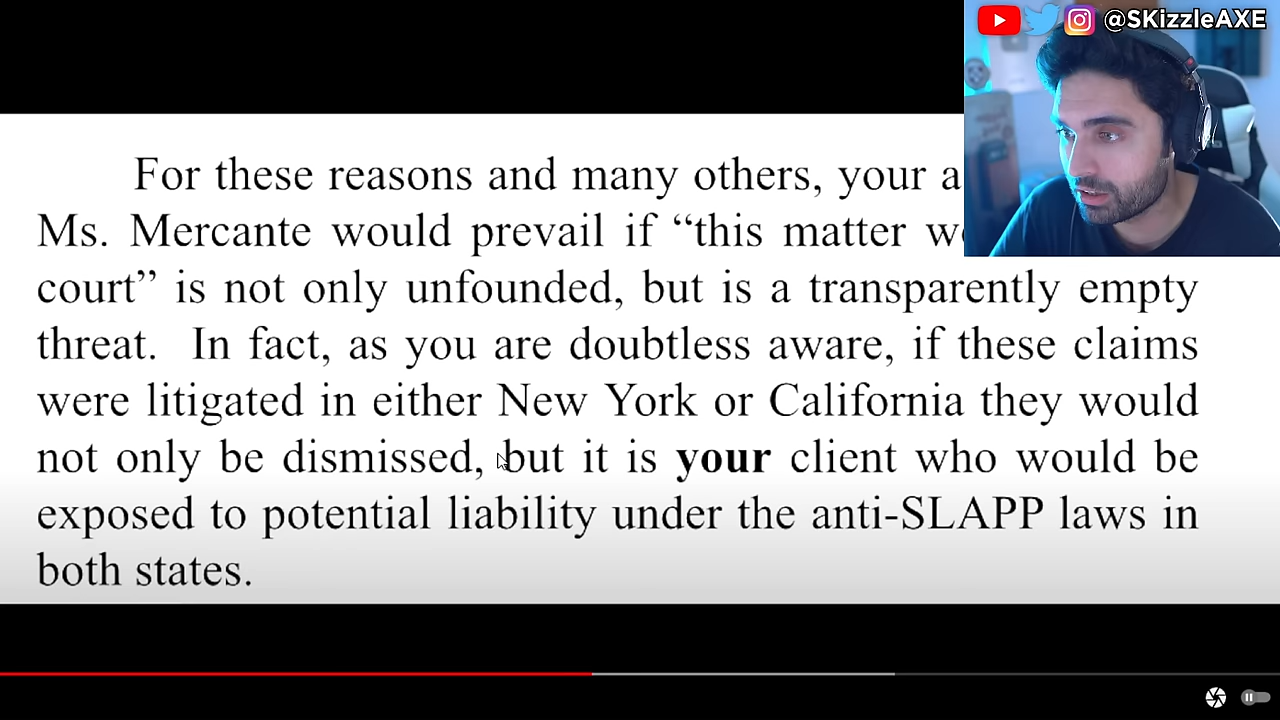 @SKizzleAXE
For these reasons and many others, your
Ms. Mercante would prevail if “this matter
court” is not only unfounded, but is a transparently empty
threat. In fact, as you are doubtless aware, if these claims
were litigated in either New York or California they would
not only be dismissed, but it is your client who would be
exposed to potential liability under the anti-SLAPP laws in
both states.